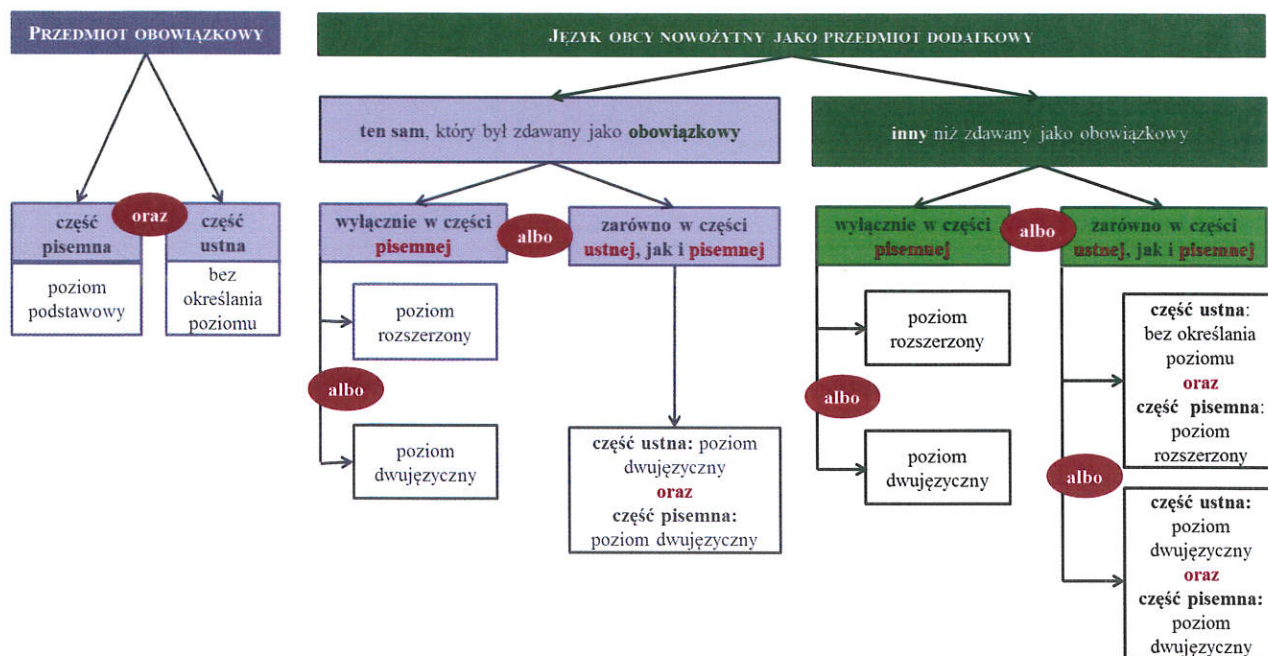 PRZEDMIOT OBOWIĄZKOWY
JĘZYK OBCY NOWOŻYTNY JAKO PRZEDMIOT DODATKOWY
ten sam, który był zdawany jako obowiązkowy
inny niż zdawany jako obowiązkowy
część
pisemna
oraz
część
ustna
poziom
podstawowy
bez
określania
poziomu
wyłącznie w części
pisemnej
albo
zarówno w części
ustnej, jak i pisemnej
poziom
rozszerzony
albo
poziom
dwujęzyczny
część ustna: poziom
dwujęzyczny
oraz
część pisemna:
poziom dwujęzyczny
wyłącznie w części
pisemnej
albo
zarówno w części
ustnej, jak i pisemnej
poziom
rozszerzony
albo
poziom
dwujęzyczny
część ustna:
bez określania
poziomu
oraz
część pisemna:
poziom
rozszerzony
albo
część ustna:
poziom
dwujęzyczny
oraz
część pisemna:
poziom
dwujęzyczny